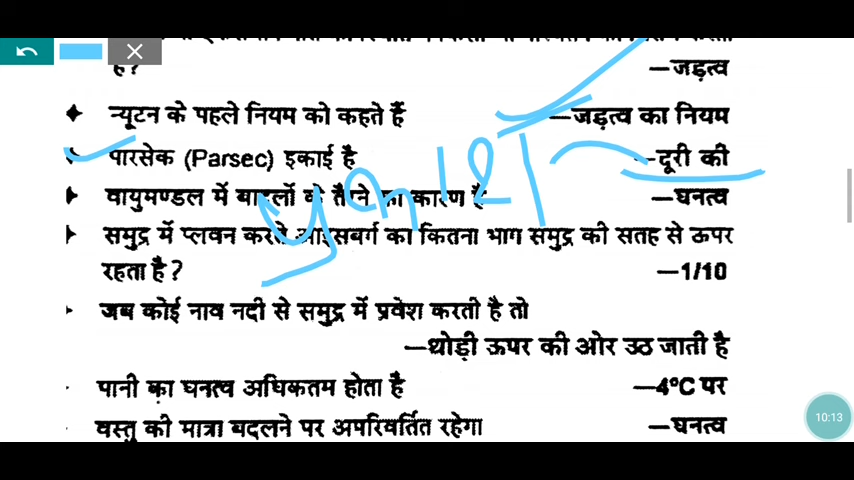 है? —जड़त्व
न्यूटन के पहले नियम को कहते हैं —जड़त्व का नियम
पारसेक (Parsec) इकाई है —दूरी की
वायुमण्डल में बादलों के तैरने का कारण है —घनत्व
समुद्र में प्लवन करते आइसबर्ग का कितना भाग समुद्र की सतह से ऊपर
रहता है? —1/10
जब कोई नाव नदी से समुद्र में प्रवेश करती है तो
—थोड़ी ऊपर की ओर उठ जाती है
पानी का घनत्व अधिकतम होता है —4°C पर
वस्तु की मात्रा बदलने पर अपरिवर्तित रहेगा —घनत्व
10:13